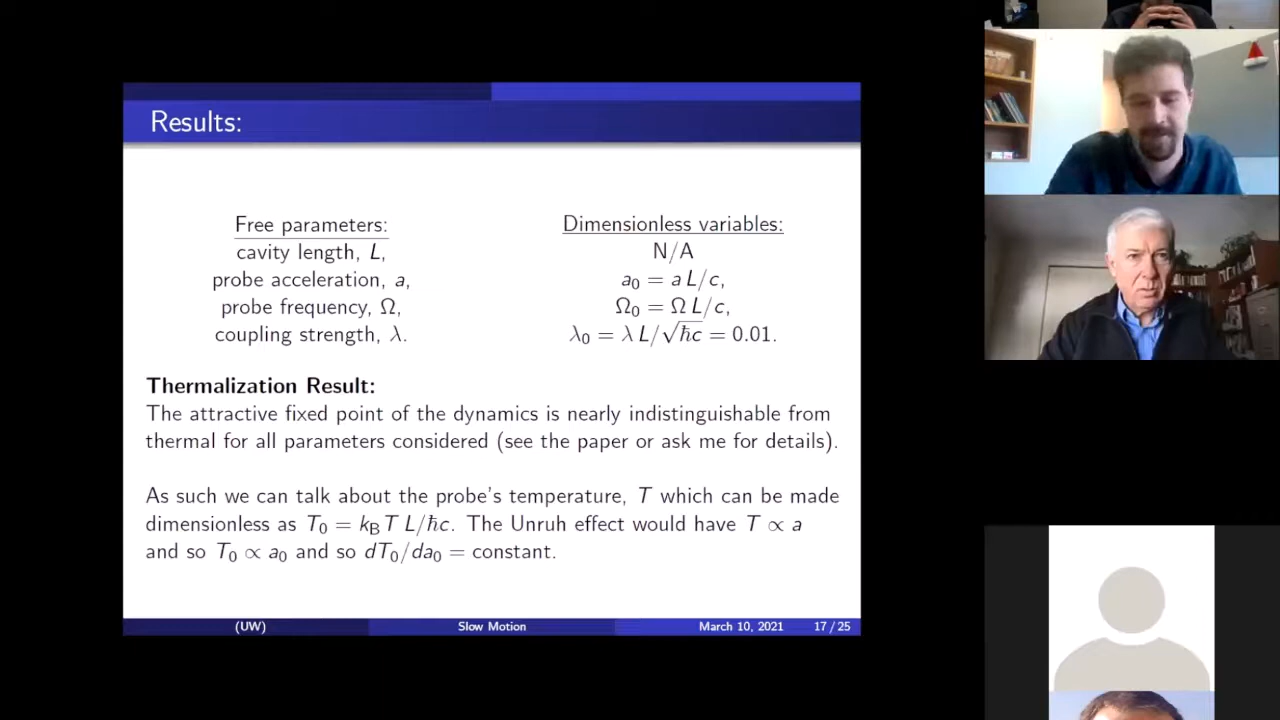 Results:
Free parameters:
cavity length, L,
probe acceleration, a,
probe frequency, Ω,
coupling strength, λ.
Dimensionless variables:
N/A
a₀ = a L/c,
Ω₀ = Ω L/c,
λ₀ = λ L/√ħc = 0.01.
Thermalization Result:
The attractive fixed point of the dynamics is nearly indistinguishable from
thermal for all parameters considered (see the paper or ask me for details).
As such we can talk about the probe's temperature, T which can be made
dimensionless as T₀ = k_B T L/ħc. The Unruh effect would have T ∝ a
and so T₀ ∝ a₀ and so dT₀/da₀ = constant.
(UW) Slow Motion March 10, 2021 17 / 25